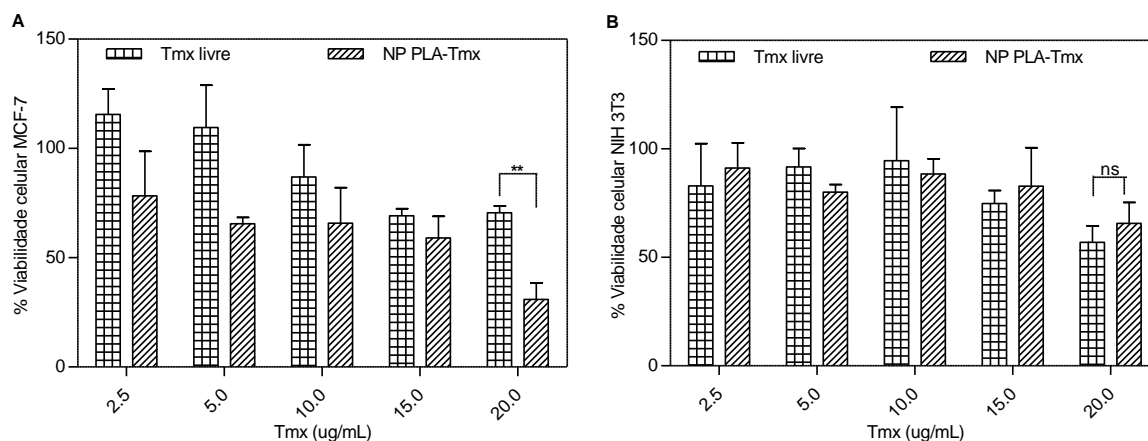 A
Tmx livre
NP PLA-Tmx
% Viabilidade celular MCF-7
150
100
50
0
**
2.5
5.0
10.0
15.0
20.0
Tmx (ug/mL)
B
Tmx livre
NP PLA-Tmx
% Viabilidade celular NIH 3T3
150
100
50
0
ns
2.5
5.0
10.0
15.0
20.0
Tmx (ug/mL)